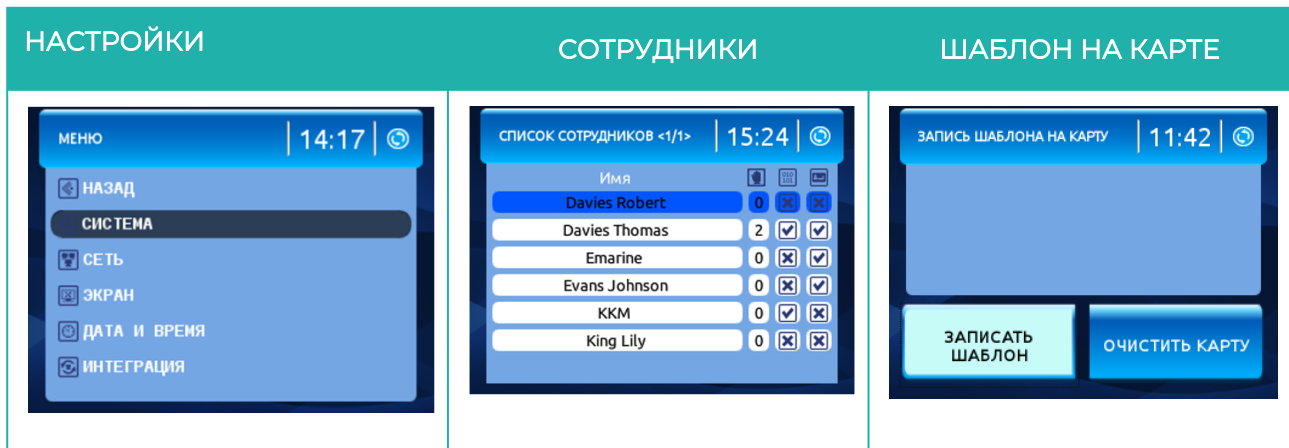 НАСТРОЙКИ
СОТРУДНИКИ
ШАБЛОН НА КАРТЕ
МЕНЮ
14:17
НАЗАД
СИСТЕМА
СЕТЬ
ЭКРАН
ДАТА И ВРЕМЯ
ИНТЕГРАЦИЯ
СПИСОК СОТРУДНИКОВ <1/1>
15:24
Имя
010
101
Davies Robert 0
Davies Thomas 2
Emarine 0
Evans Johnson 0
KKM 0
King Lily 0
ЗАПИСЬ ШАБЛОНА НА КАРТУ
11:42
ЗАПИСАТЬ
ШАБЛОН
ОЧИСТИТЬ КАРТУ